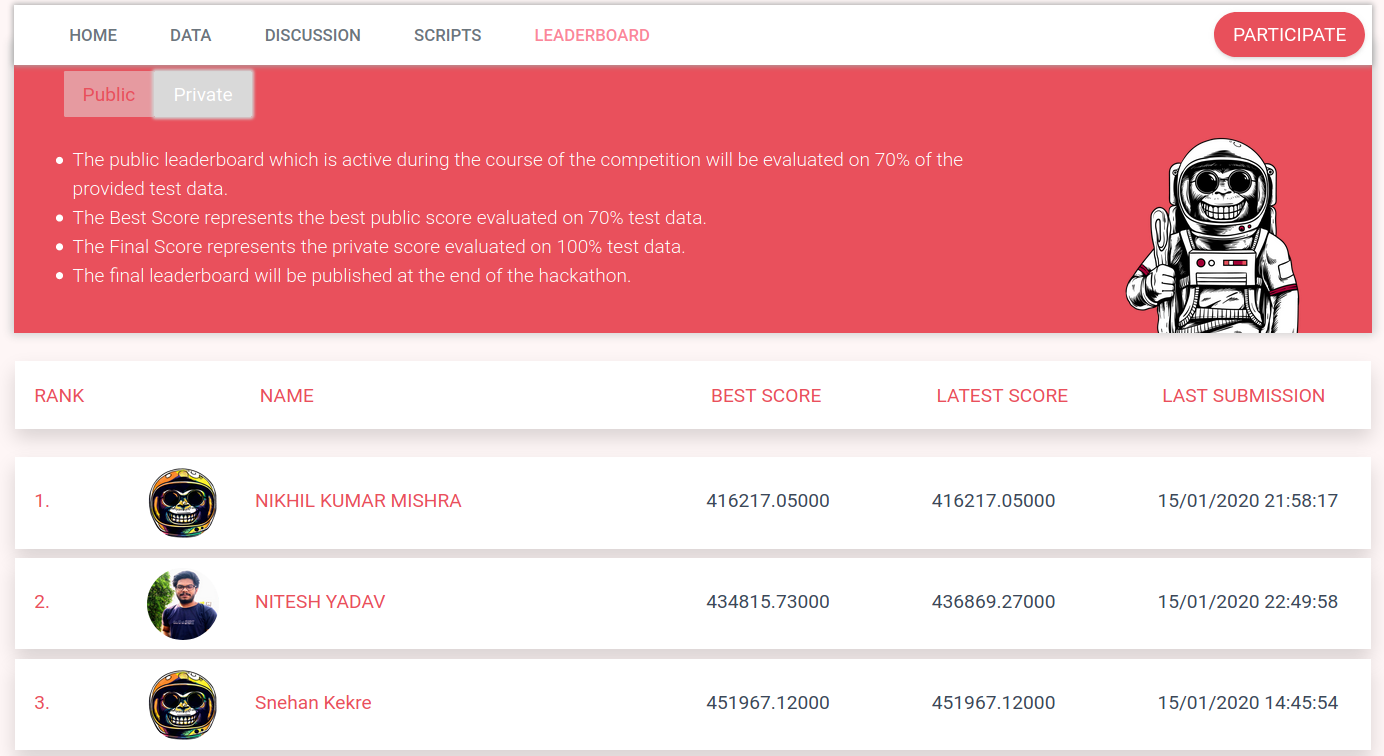 HOME DATA DISCUSSION SCRIPTS LEADERBOARD PARTICIPATE
Public Private
The public leaderboard which is active during the course of the competition will be evaluated on 70% of the
provided test data.
The Best Score represents the best public score evaluated on 70% test data.
The Final Score represents the private score evaluated on 100% test data.
The final leaderboard will be published at the end of the hackathon.
RANK NAME BEST SCORE LATEST SCORE LAST SUBMISSION
1. NIKHIL KUMAR MISHRA 416217.05000 416217.05000 15/01/2020 21:58:17
2. NITESH YADAV 434815.73000 436869.27000 15/01/2020 22:49:58
3. Snehan Kekre 451967.12000 451967.12000 15/01/2020 14:45:54